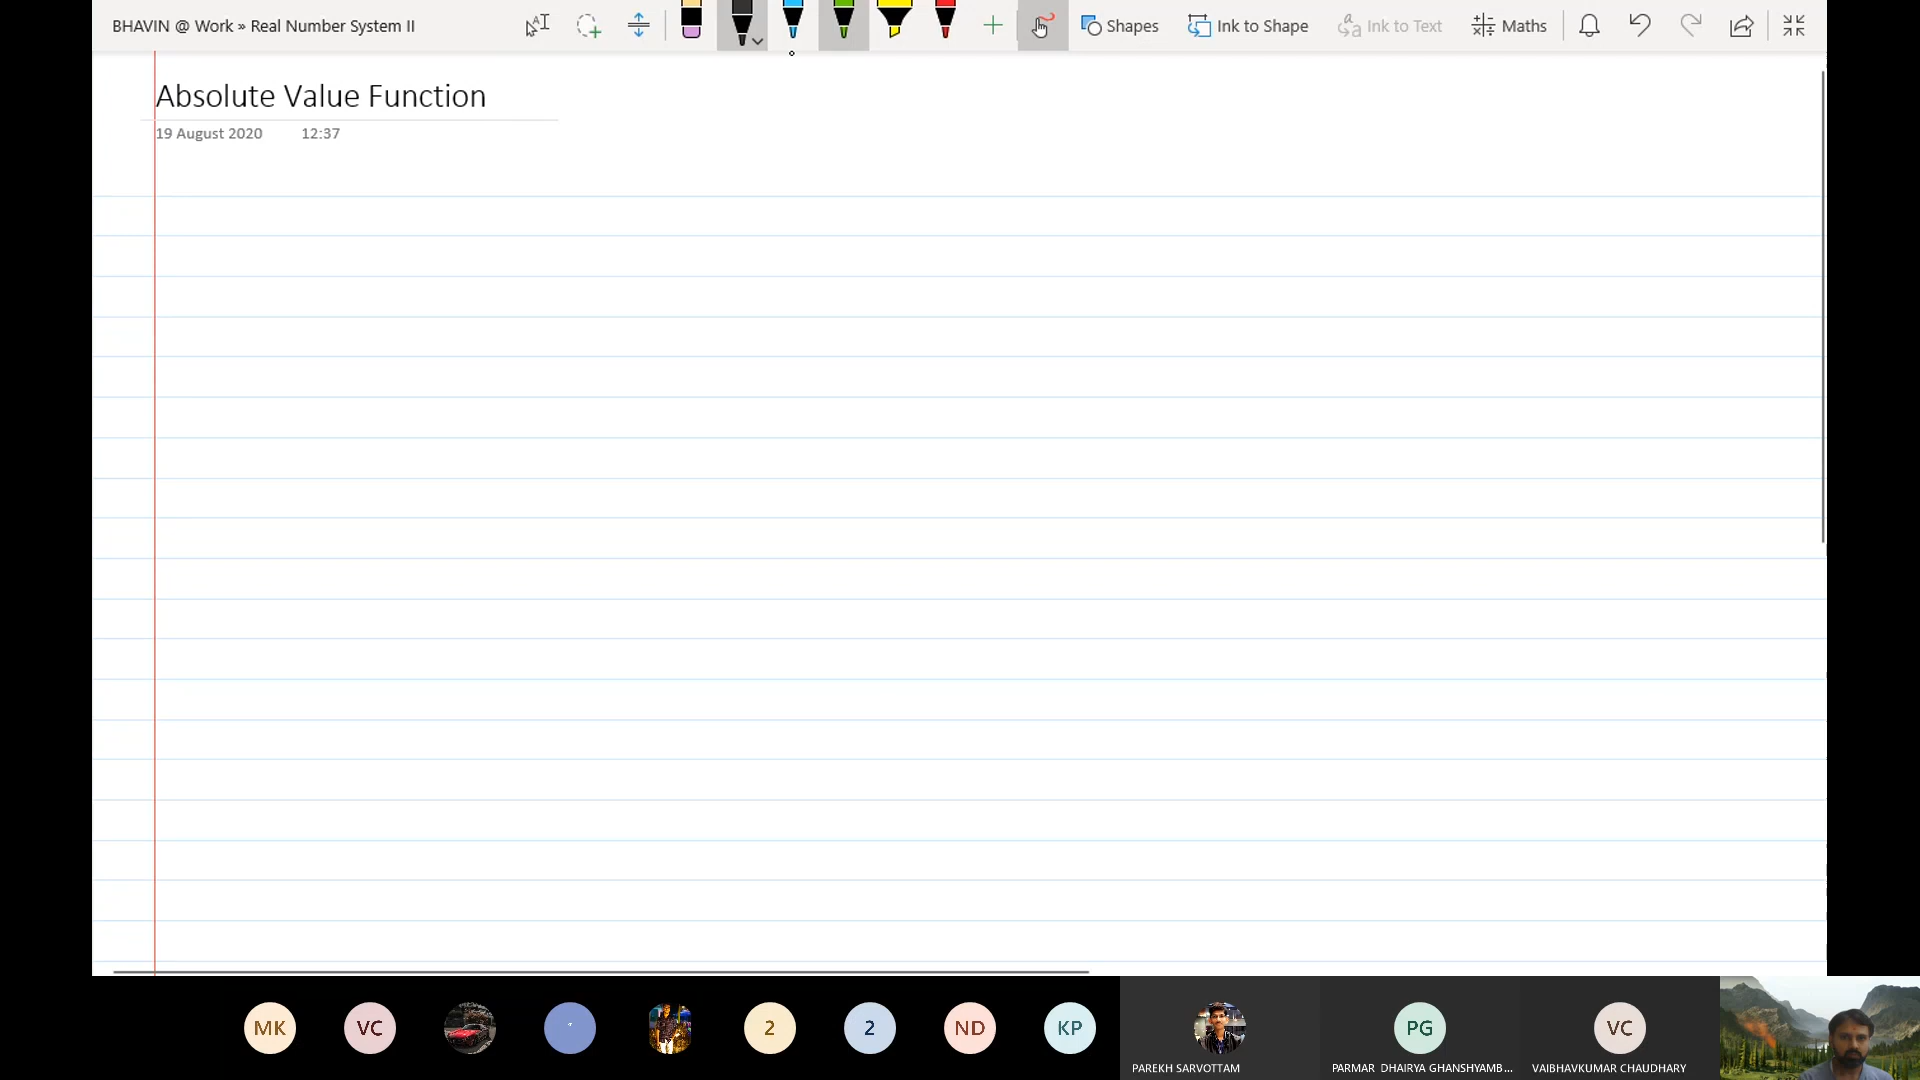 BHAVIN @ Work » Real Number System II
Shapes
Ink to Shape
Ink to Text
Maths
Absolute Value Function
19 August 2020 12:37
MK
VC
2
2
ND
KP
PG
VC
PAREKH SARVOTTAM
PARMAR DHAIRYA GHANSHYAMB...
VAIBHAVKUMAR CHAUDHARY